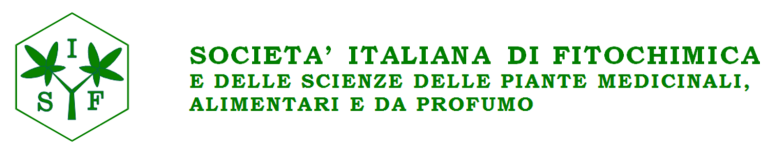 I
S F
SOCIETA' ITALIANA DI FITOCHIMICA
E DELLE SCIENZE DELLE PIANTE MEDICINALI,
ALIMENTARI E DA PROFUMO